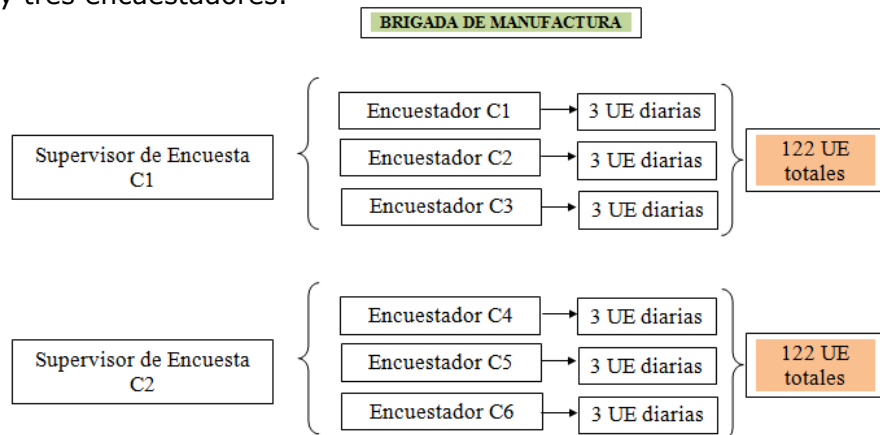 y tres encuestadores.
BRIGADA DE MANUFACTURA
Supervisor de Encuesta
C1
Encuestador C1
3 UE diarias
Encuestador C2
3 UE diarias
Encuestador C3
3 UE diarias
122 UE
totales
Supervisor de Encuesta
C2
Encuestador C4
3 UE diarias
Encuestador C5
3 UE diarias
Encuestador C6
3 UE diarias
122 UE
totales